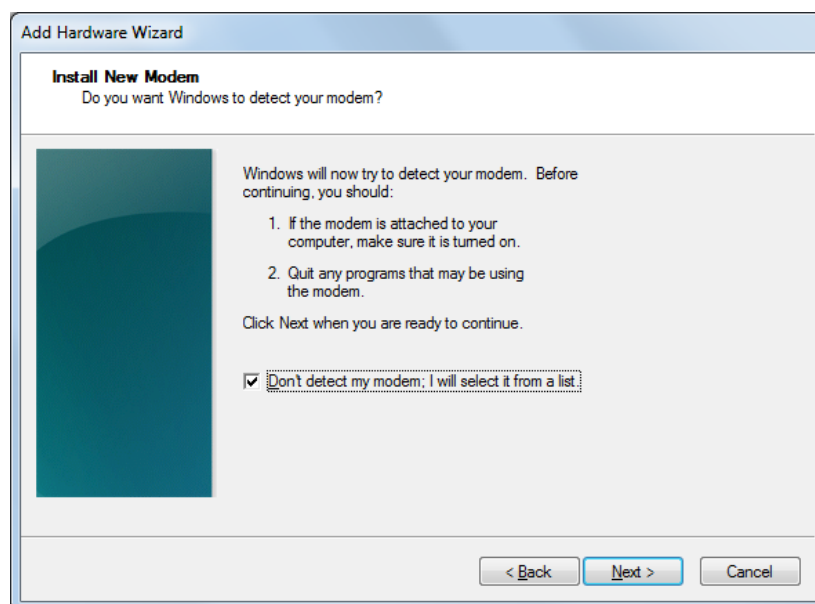 Add Hardware Wizard
Install New Modem
Do you want Windows to detect your modem?
Windows will now try to detect your modem. Before
continuing, you should:
1. If the modem is attached to your
computer, make sure it is turned on.
2. Quit any programs that may be using
the modem.
Click Next when you are ready to continue.
Don't detect my modem; I will select it from a list.
< Back Next > Cancel